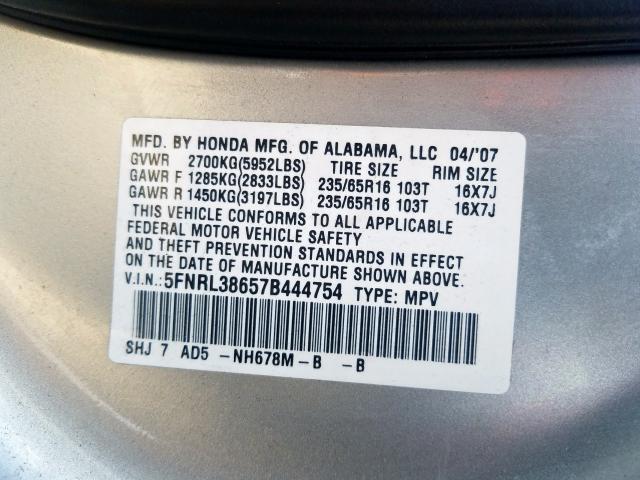 MFD. BY HONDA MFG. OF ALABAMA, LLC 04/'07
GVWR 2700KG(5952LBS) TIRE SIZE RIM SIZE
GAWR F 1285KG(2833LBS) 235/65R16 103T 16X7J
GAWR R 1450KG(3197LBS) 235/65R16 103T 16X7J
THIS VEHICLE CONFORMS TO ALL APPLICABLE
FEDERAL MOTOR VEHICLE SAFETY
AND THEFT PREVENTION STANDARDS IN EFFECT
ON THE DATE OF MANUFACTURE SHOWN ABOVE.
V.I.N.: 5FNRL38657B444754 TYPE: MPV
SHJ 7 AD5 -NH678M-B -B